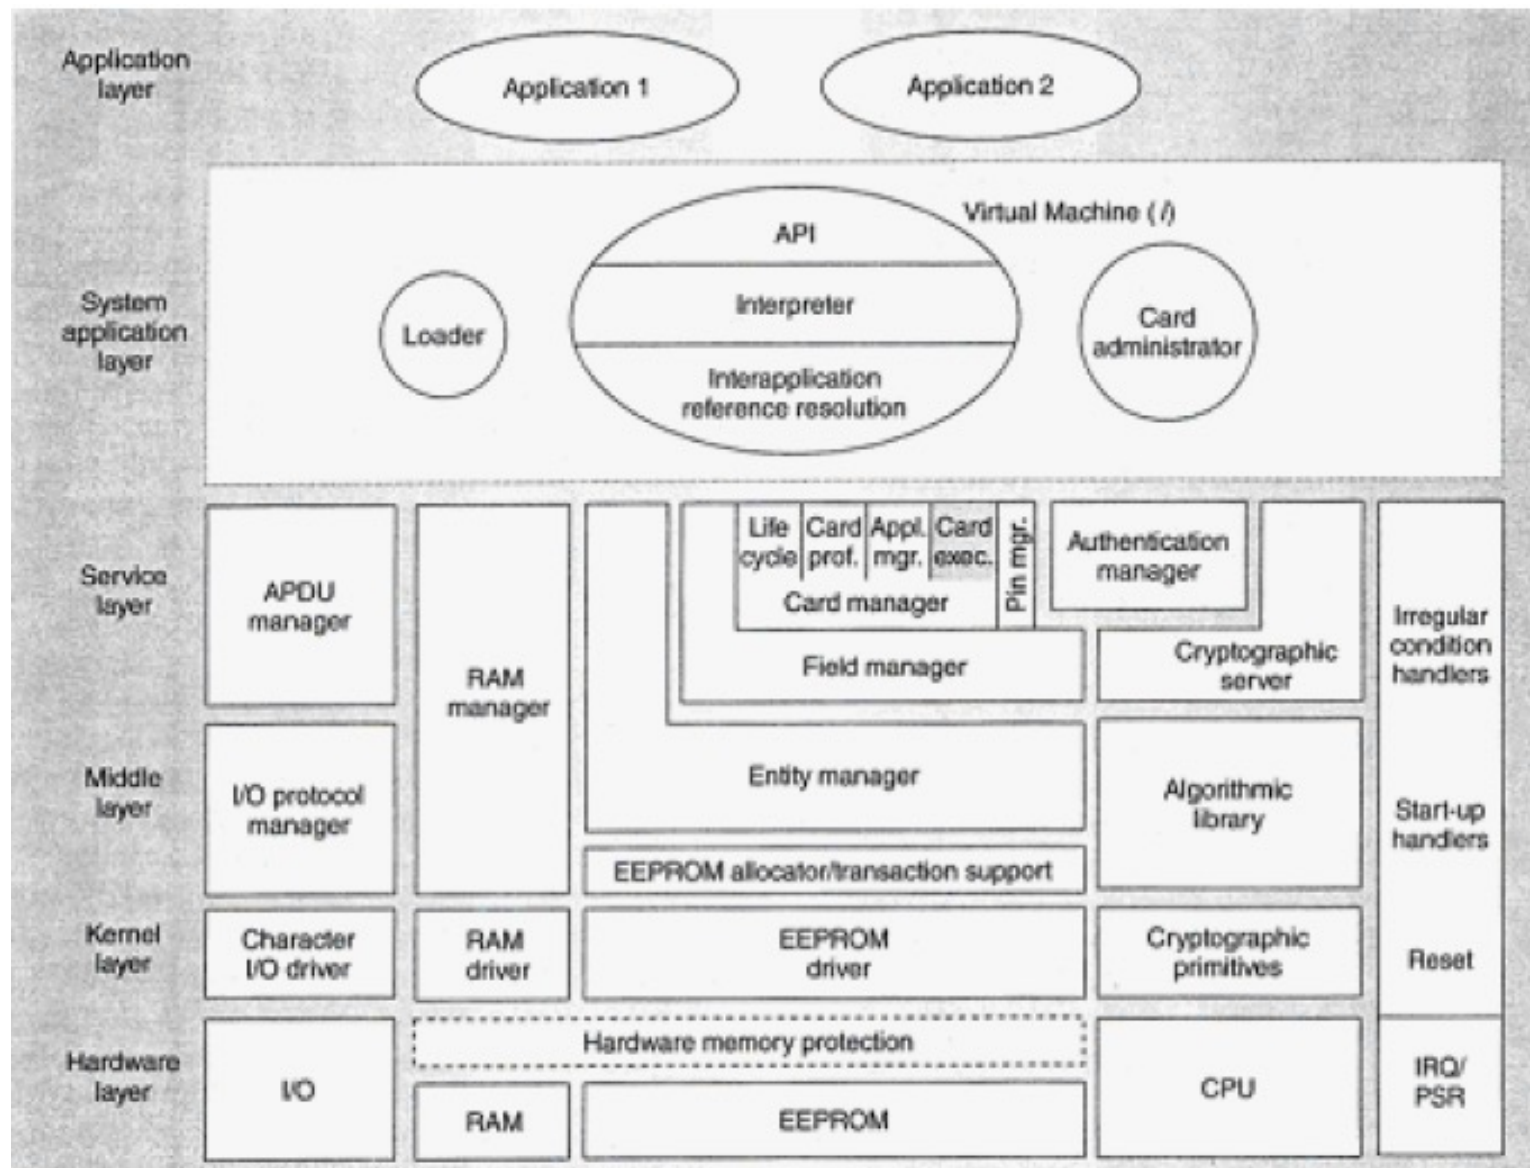 Application
layer
Application 1
Application 2
System
application
layer
Virtual Machine (i)
API
Interpreter
Interapplication
reference resolution
Loader
Card
administrator
Service
layer
APDU
manager
RAM
manager
Life
cycle
Card
prof.
Appl.
mgr.
Card
exec.
Card manager
Pin mgr.
Authentication
manager
Field manager
Cryptographic
server
Irregular
condition
handlers
Middle
layer
I/O protocol
manager
Entity manager
EEPROM allocator/transaction support
Algorithmic
library
Start-up
handlers
Kernel
layer
Character
I/O driver
RAM
driver
EEPROM
driver
Cryptographic
primitives
Reset
Hardware
layer
I/O
Hardware memory protection
RAM
EEPROM
CPU
IRQ/
PSR